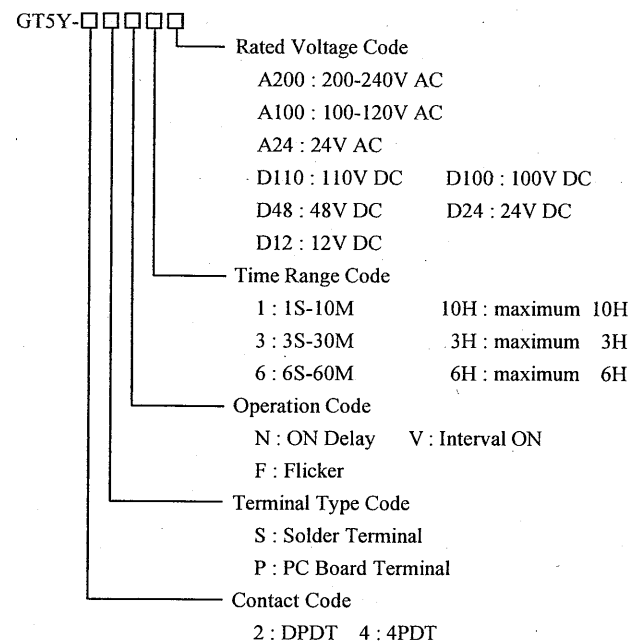 GT5Y-□□□□□
Rated Voltage Code
A200 : 200-240V AC
A100 : 100-120V AC
A24 : 24V AC
D110 : 110V DC D100 : 100V DC
D48 : 48V DC D24 : 24V DC
D12 : 12V DC
Time Range Code
1 : 1S-10M 10H : maximum 10H
3 : 3S-30M 3H : maximum 3H
6 : 6S-60M 6H : maximum 6H
Operation Code
N : ON Delay V : Interval ON
F : Flicker
Terminal Type Code
S : Solder Terminal
P : PC Board Terminal
Contact Code
2 : DPDT 4 : 4PDT